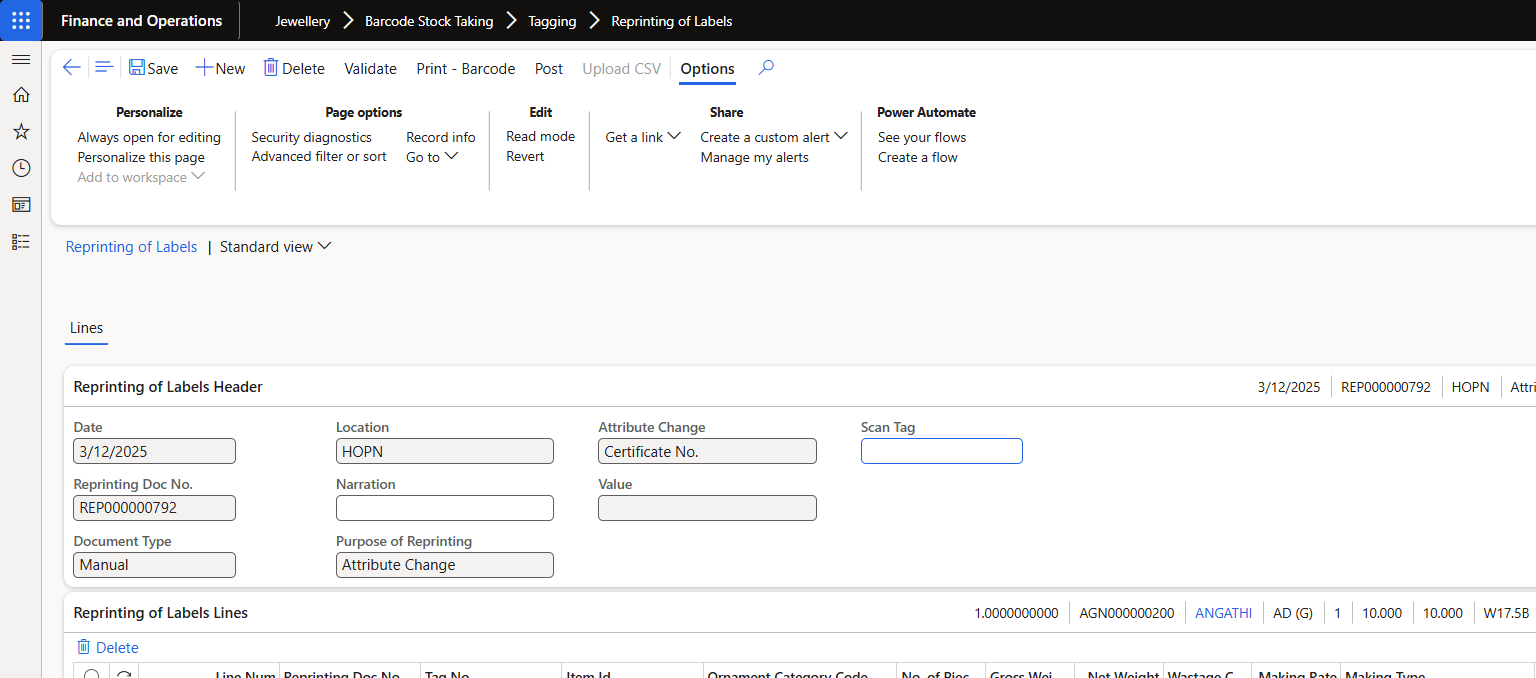 Finance and Operations
Jewellery > Barcode Stock Taking > Tagging > Reprinting of Labels
Save New Delete Validate Print - Barcode Post Upload CSV Options
Personalize Page options Edit Share Power Automate
Always open for editing Security diagnostics Record info Read mode Get a link Create a custom alert See your flows
Personalize this page Advanced filter or sort Go to Revert Manage my alerts Create a flow
Add to workspace
Reprinting of Labels | Standard view
Lines
Reprinting of Labels Header 3/12/2025 REP000000792 HOPN Attri
Date Location Attribute Change Scan Tag
3/12/2025 HOPN Certificate No.
Reprinting Doc No. Narration Value
REP000000792
Document Type Purpose of Reprinting
Manual Attribute Change
Reprinting of Labels Lines 1.0000000000 AGN000000200 ANGATHI AD (G) 1 10.000 10.000 W17.5B
Delete
Line Num Reprinting Doc No. Tag No. Item Id Ornament Category Code No. of Piec... Gross Wei... Net Weight Wastage C... Making Rate Making Type